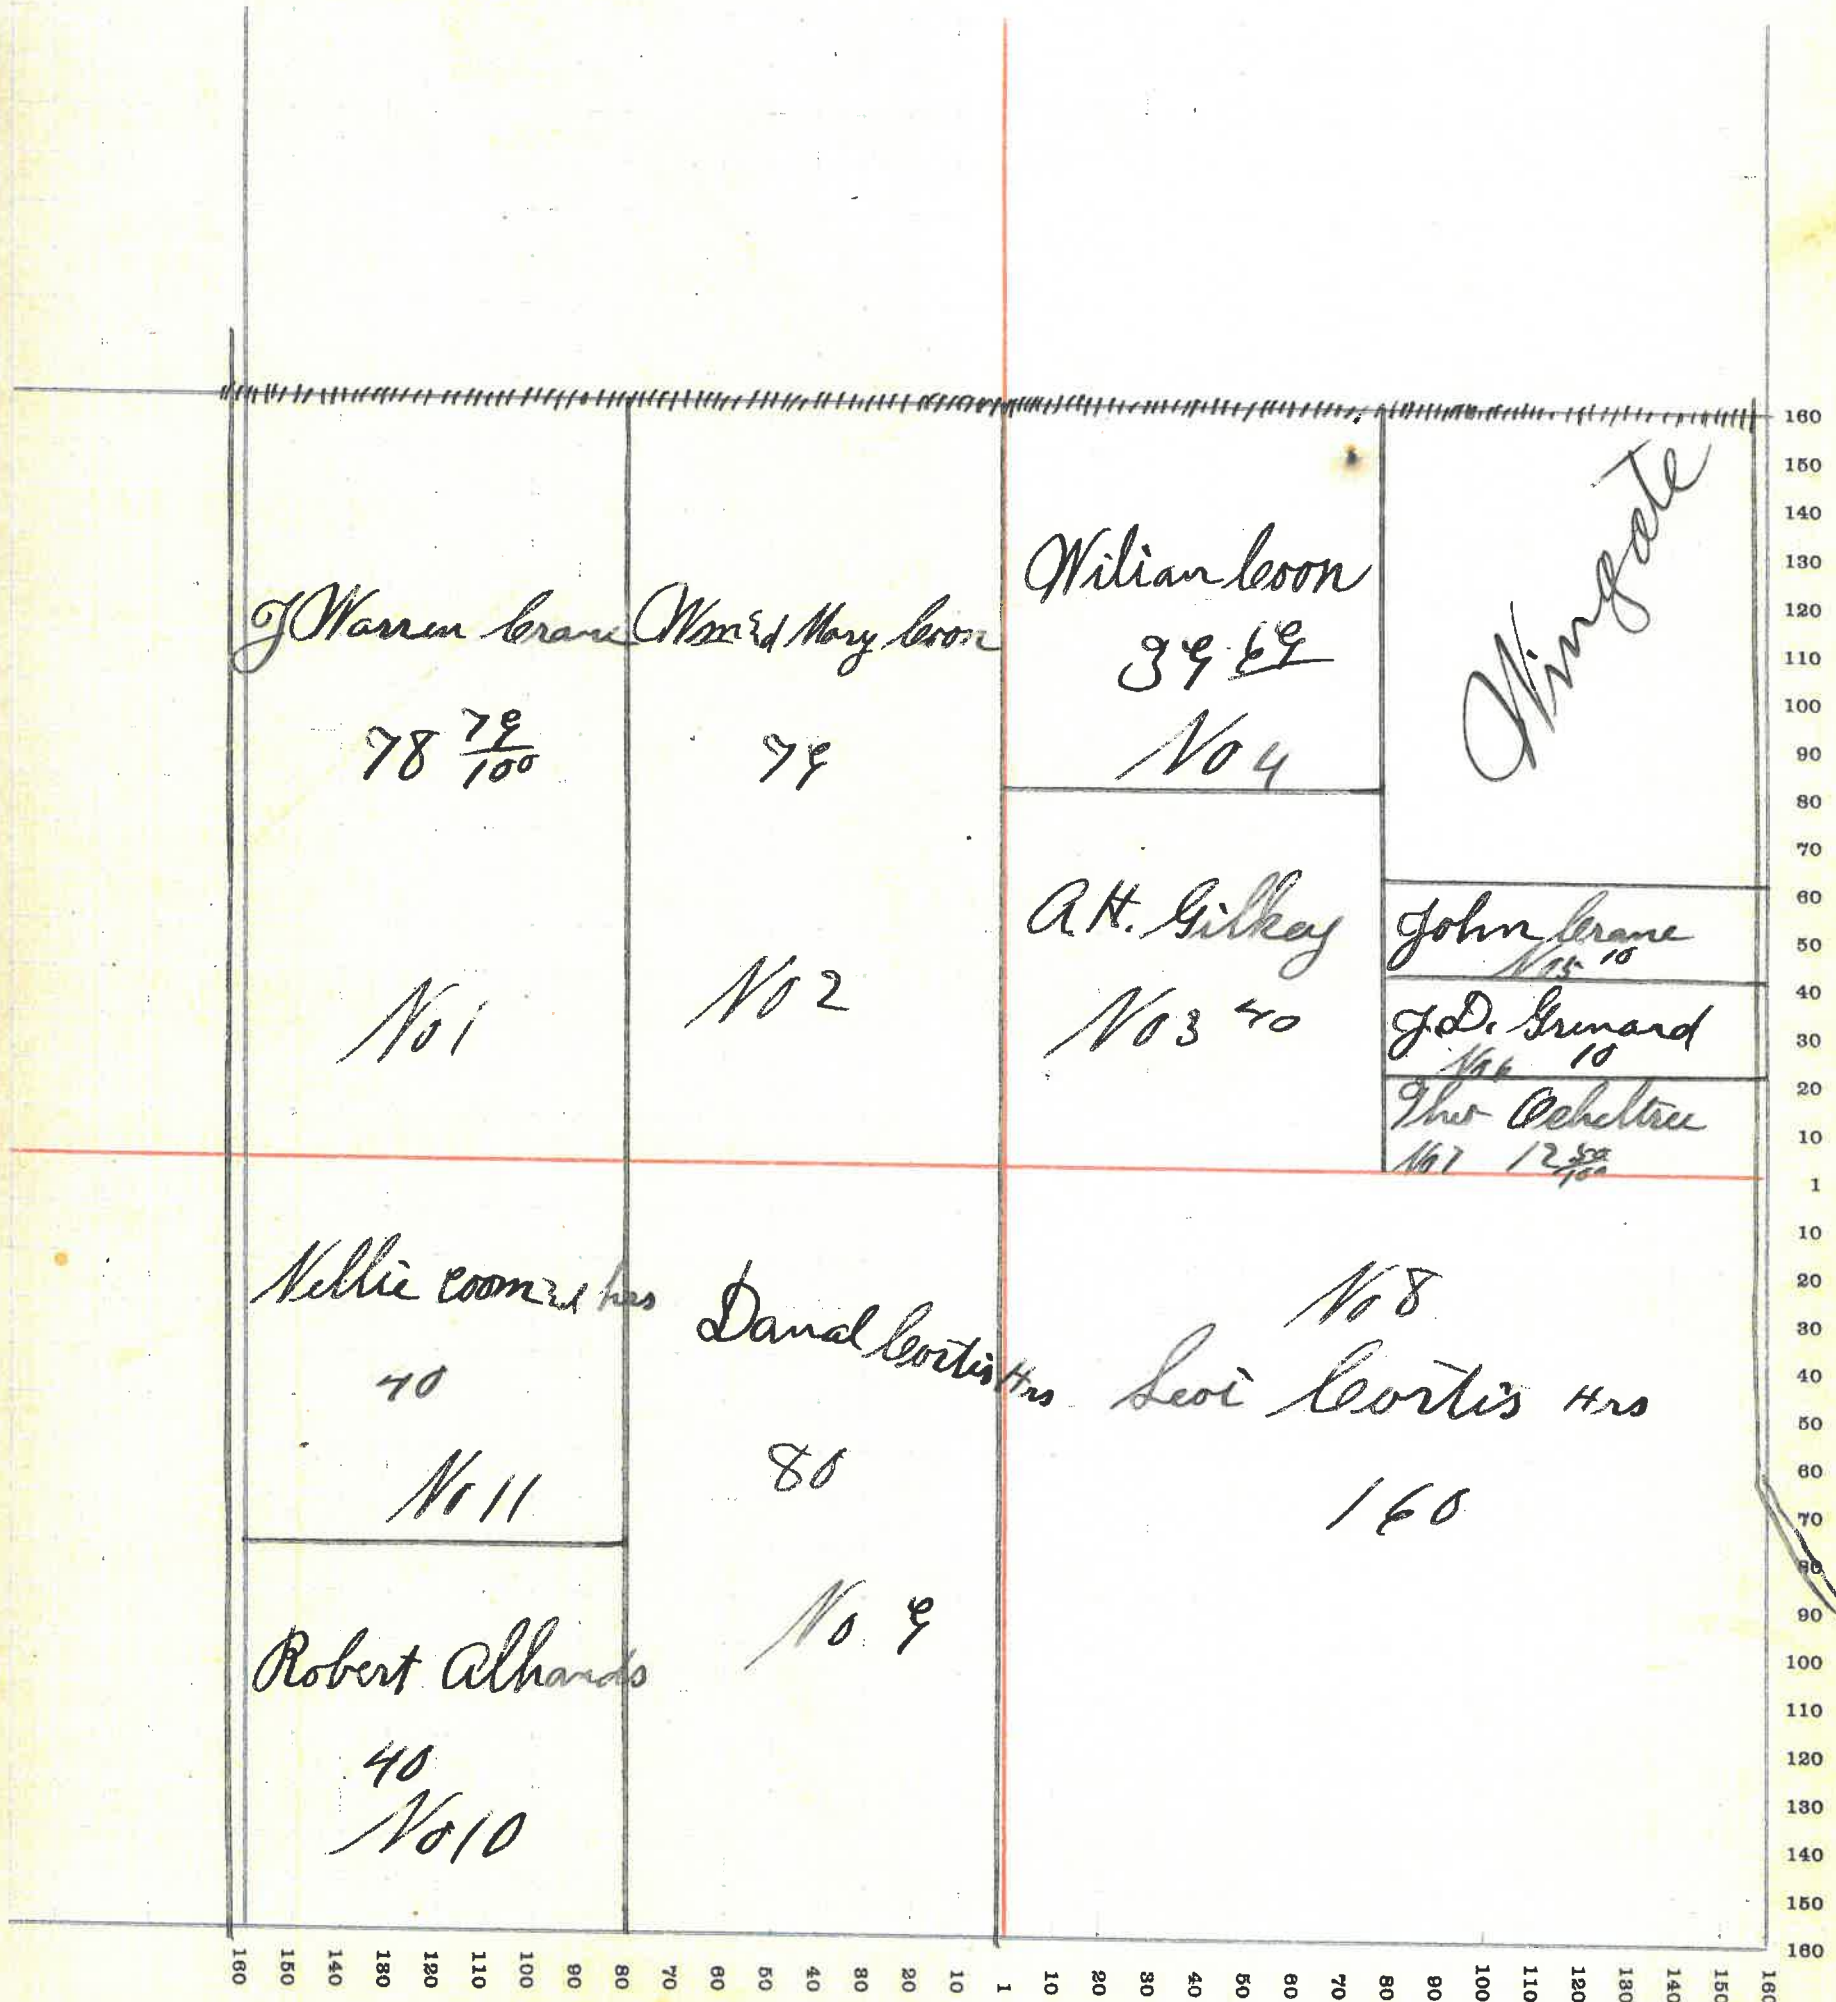 J Warren Crane
78 79/100
No 1
Wm & Mary Coon
79
No 2
Wilian Coon
39 69
No 4
Wingate
A.H. Gilkey
No 3 40
John Crane
No 5 10
J.D. Grenard
No 6 10
Theo Ocheltree
No 7 12 50/100
Nellie Coon hrs
40
No 11
Danal Cortis Hrs
80
No. 9
No 8
Levi Cortis Hrs
160
Robert Alhands
40
No 10
160
150
140
130
120
110
100
90
80
70
60
50
40
30
20
10
1
10
20
30
40
50
60
70
80
90
100
110
120
130
140
150
160
160 150 140 130 120 110 100 90 80 70 60 50 40 30 20 10 1 10 20 30 40 50 60 70 80 90 100 110 120 130 140 150 160